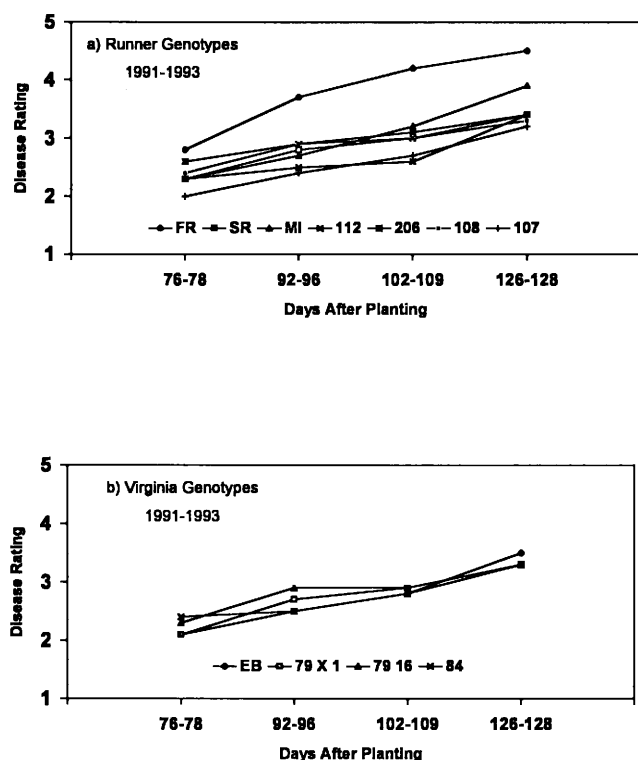 a) Runner Genotypes
1991-1993
Disease Rating
5
4
3
2
1
FR SR MI 112 206 108 107
76-78 92-96 102-109 126-128
Days After Planting
b) Virginia Genotypes
1991-1993
Disease Rating
5
4
3
2
1
EB 79 X 1 79 16 84
76-78 92-96 102-109 126-128
Days After Planting